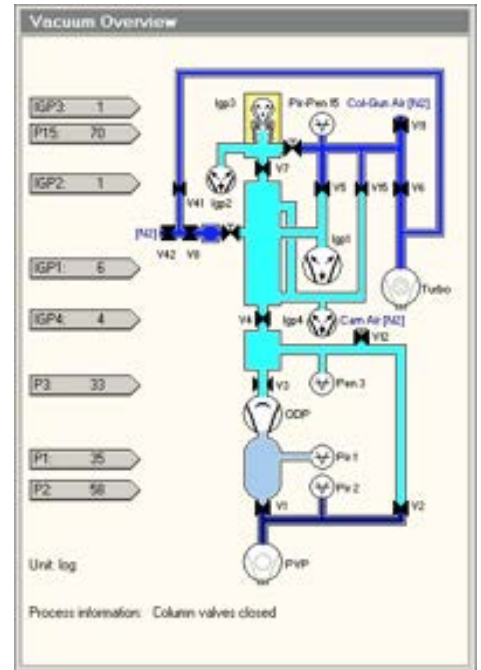 Vacuum Overview
IGP3: 1
Igp3
Pir-Pen 15
Col-Gun Air [N2]
P15: 70
V11
V7
IGP2: 1
V41
Igp2
V5
V15
V6
[N2]
V42
V8
Igp1
IGP1: 6
Turbo
IGP4: 4
V4
Igp4
Cam Air [N2]
V12
P3: 33
V3
Pen 3
ODP
P1: 35
Pir 1
P2: 58
Pir 2
V1
V2
PVP
Unit: log
Process information: Column valves closed